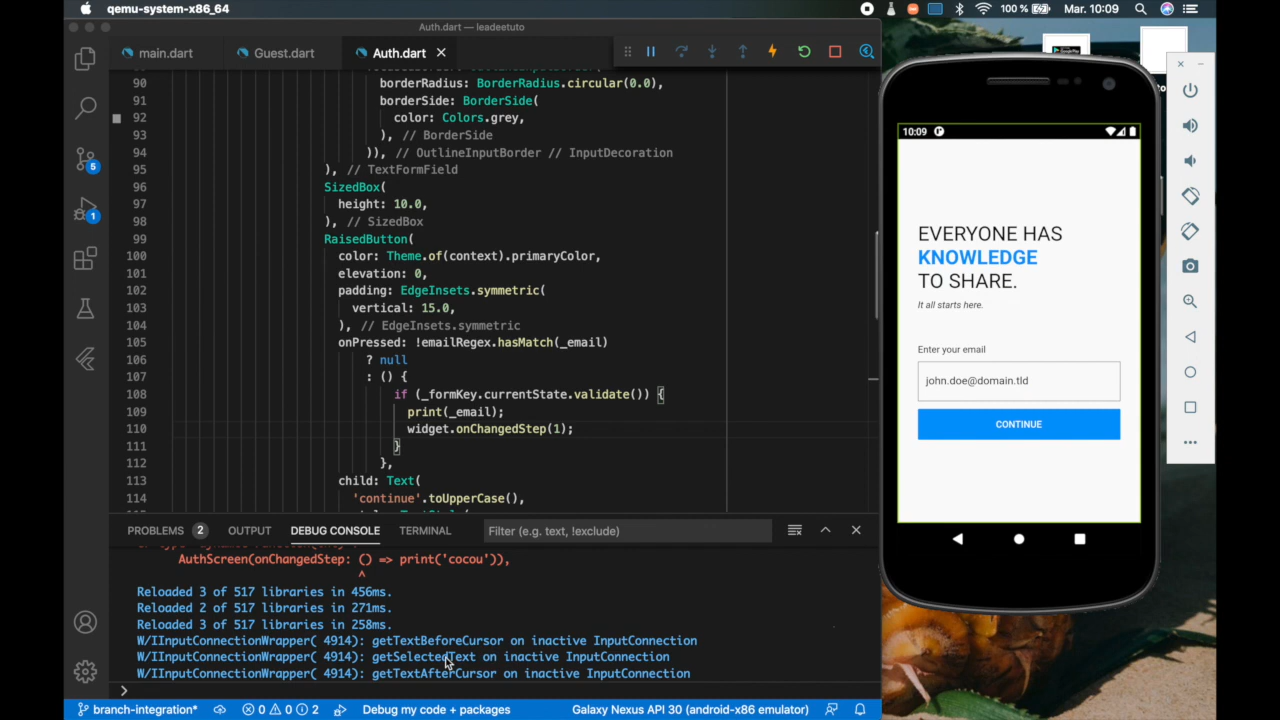 qemu-system-x86_64
100 %
Mar. 10:09
Auth.dart — leadeetuto
main.dart
Guest.dart
Auth.dart
90
borderRadius: BorderRadius.circular(0.0),
91 borderSide: BorderSide(
92 color: Colors.grey,
93 ), // BorderSide
94 )), // OutlineInputBorder // InputDecoration
95 ), // TextFormField
96 SizedBox(
97 height: 10.0,
98 ), // SizedBox
99 RaisedButton(
100 color: Theme.of(context).primaryColor,
101 elevation: 0,
102 padding: EdgeInsets.symmetric(
103 vertical: 15.0,
104 ), // EdgeInsets.symmetric
105 onPressed: !emailRegex.hasMatch(_email)
106 ? null
107 : () {
108 if (_formKey.currentState.validate()) {
109 print(_email);
110 widget.onChangedStep(1);
111 }
112 },
113 child: Text(
114 'continue'.toUpperCase(),
5
1
PROBLEMS 2 OUTPUT DEBUG CONSOLE TERMINAL
Filter (e.g. text, !exclude)
AuthScreen(onChangedStep: () => print('cocou')),
^
Reloaded 3 of 517 libraries in 456ms.
Reloaded 2 of 517 libraries in 271ms.
Reloaded 3 of 517 libraries in 258ms.
W/IInputConnectionWrapper( 4914): getTextBeforeCursor on inactive InputConnection
W/IInputConnectionWrapper( 4914): getSelectedText on inactive InputConnection
W/IInputConnectionWrapper( 4914): getTextAfterCursor on inactive InputConnection
branch-integration*
0 0 2
Debug my code + packages
Galaxy Nexus API 30 (android-x86 emulator)
10:09
EVERYONE HAS
KNOWLEDGE
TO SHARE.
It all starts here.
Enter your email
john.doe@domain.tld
CONTINUE